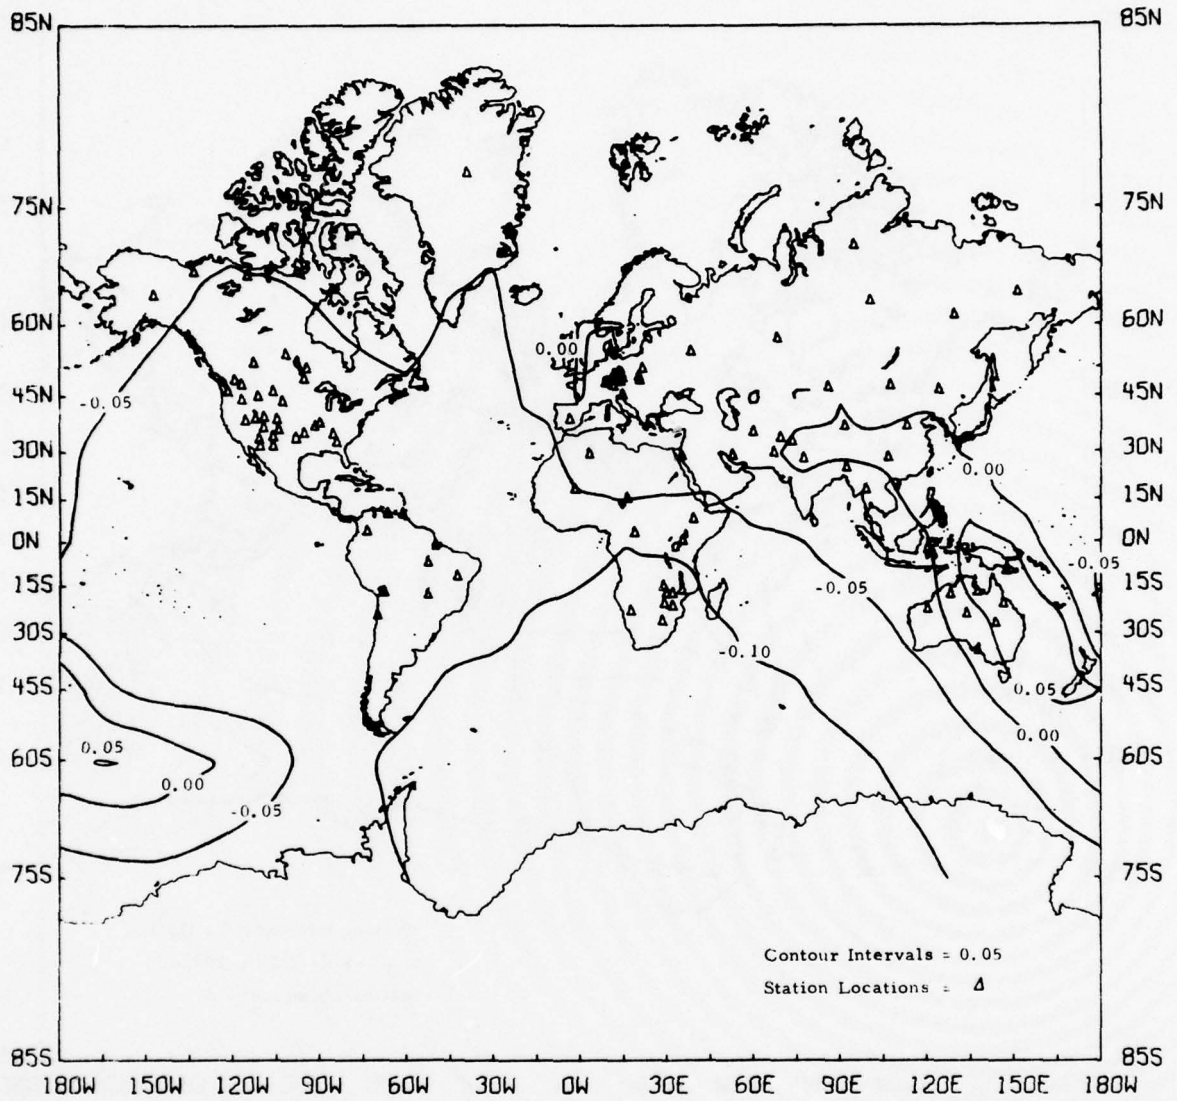 85N 85N
75N 75N
60N 60N
0.00
45N 45N
-0.05
30N 30N
0.00
15N 15N
0N 0N
-0.05
15S -0.05 15S
30S 30S
-0.10
45S 0.05 45S
0.05 0.00
60S 60S
0.00
-0.05
75S 75S
Contour Intervals = 0.05
Station Locations = Δ
85S 85S
180W 150W 120W 90W 60W 30W 0W 30E 60E 90E 120E 150E 180W